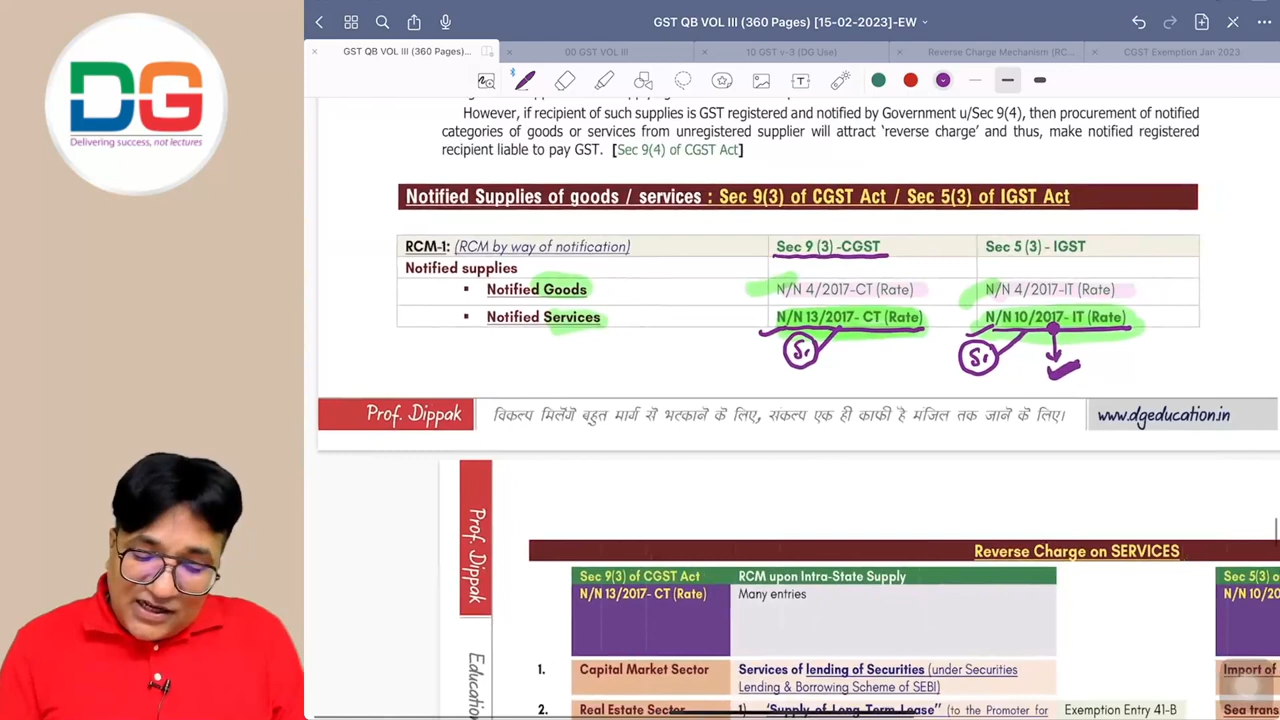 GST QB VOL III (360 Pages) [15-02-2023]-EW
GST QB VOL III (360 Pages)...
00 GST VOL III
10 GST v-3 (DG Use)
Reverse Charge Mechanism (RC...
CGST Exemption Jan 2023
DG
Delivering success, not lectures
However, if recipient of such supplies is GST registered and notified by Government u/Sec 9(4), then procurement of notified
categories of goods or services from unregistered supplier will attract 'reverse charge' and thus, make notified registered
recipient liable to pay GST. [Sec 9(4) of CGST Act]
Notified Supplies of goods / services : Sec 9(3) of CGST Act / Sec 5(3) of IGST Act
RCM-1: (RCM by way of notification) Sec 9 (3) -CGST Sec 5 (3) - IGST
Notified supplies
▪ Notified Goods N/N 4/2017-CT (Rate) N/N 4/2017-IT (Rate)
▪ Notified Services N/N 13/2017- CT (Rate) N/N 10/2017- IT (Rate)
Prof. Dippak विकल्प मिलेंगे बहुत मार्ग से भटकाने के लिए, संकल्प एक ही काफी है मंजिल तक जाने के लिए। www.dgeducation.in
Prof. Dippak
Education
Reverse Charge on SERVICES
Sec 9(3) of CGST Act RCM upon Intra-State Supply Sec 5(3) o
N/N 13/2017- CT (Rate) Many entries N/N 10/20
1. Capital Market Sector Services of lending of Securities (under Securities Import of
Lending & Borrowing Scheme of SEBI)
2. Real Estate Sector 1) 'Supply of Long Term Lease" (to the Promoter for Exemption Entry 41-B Sea trans